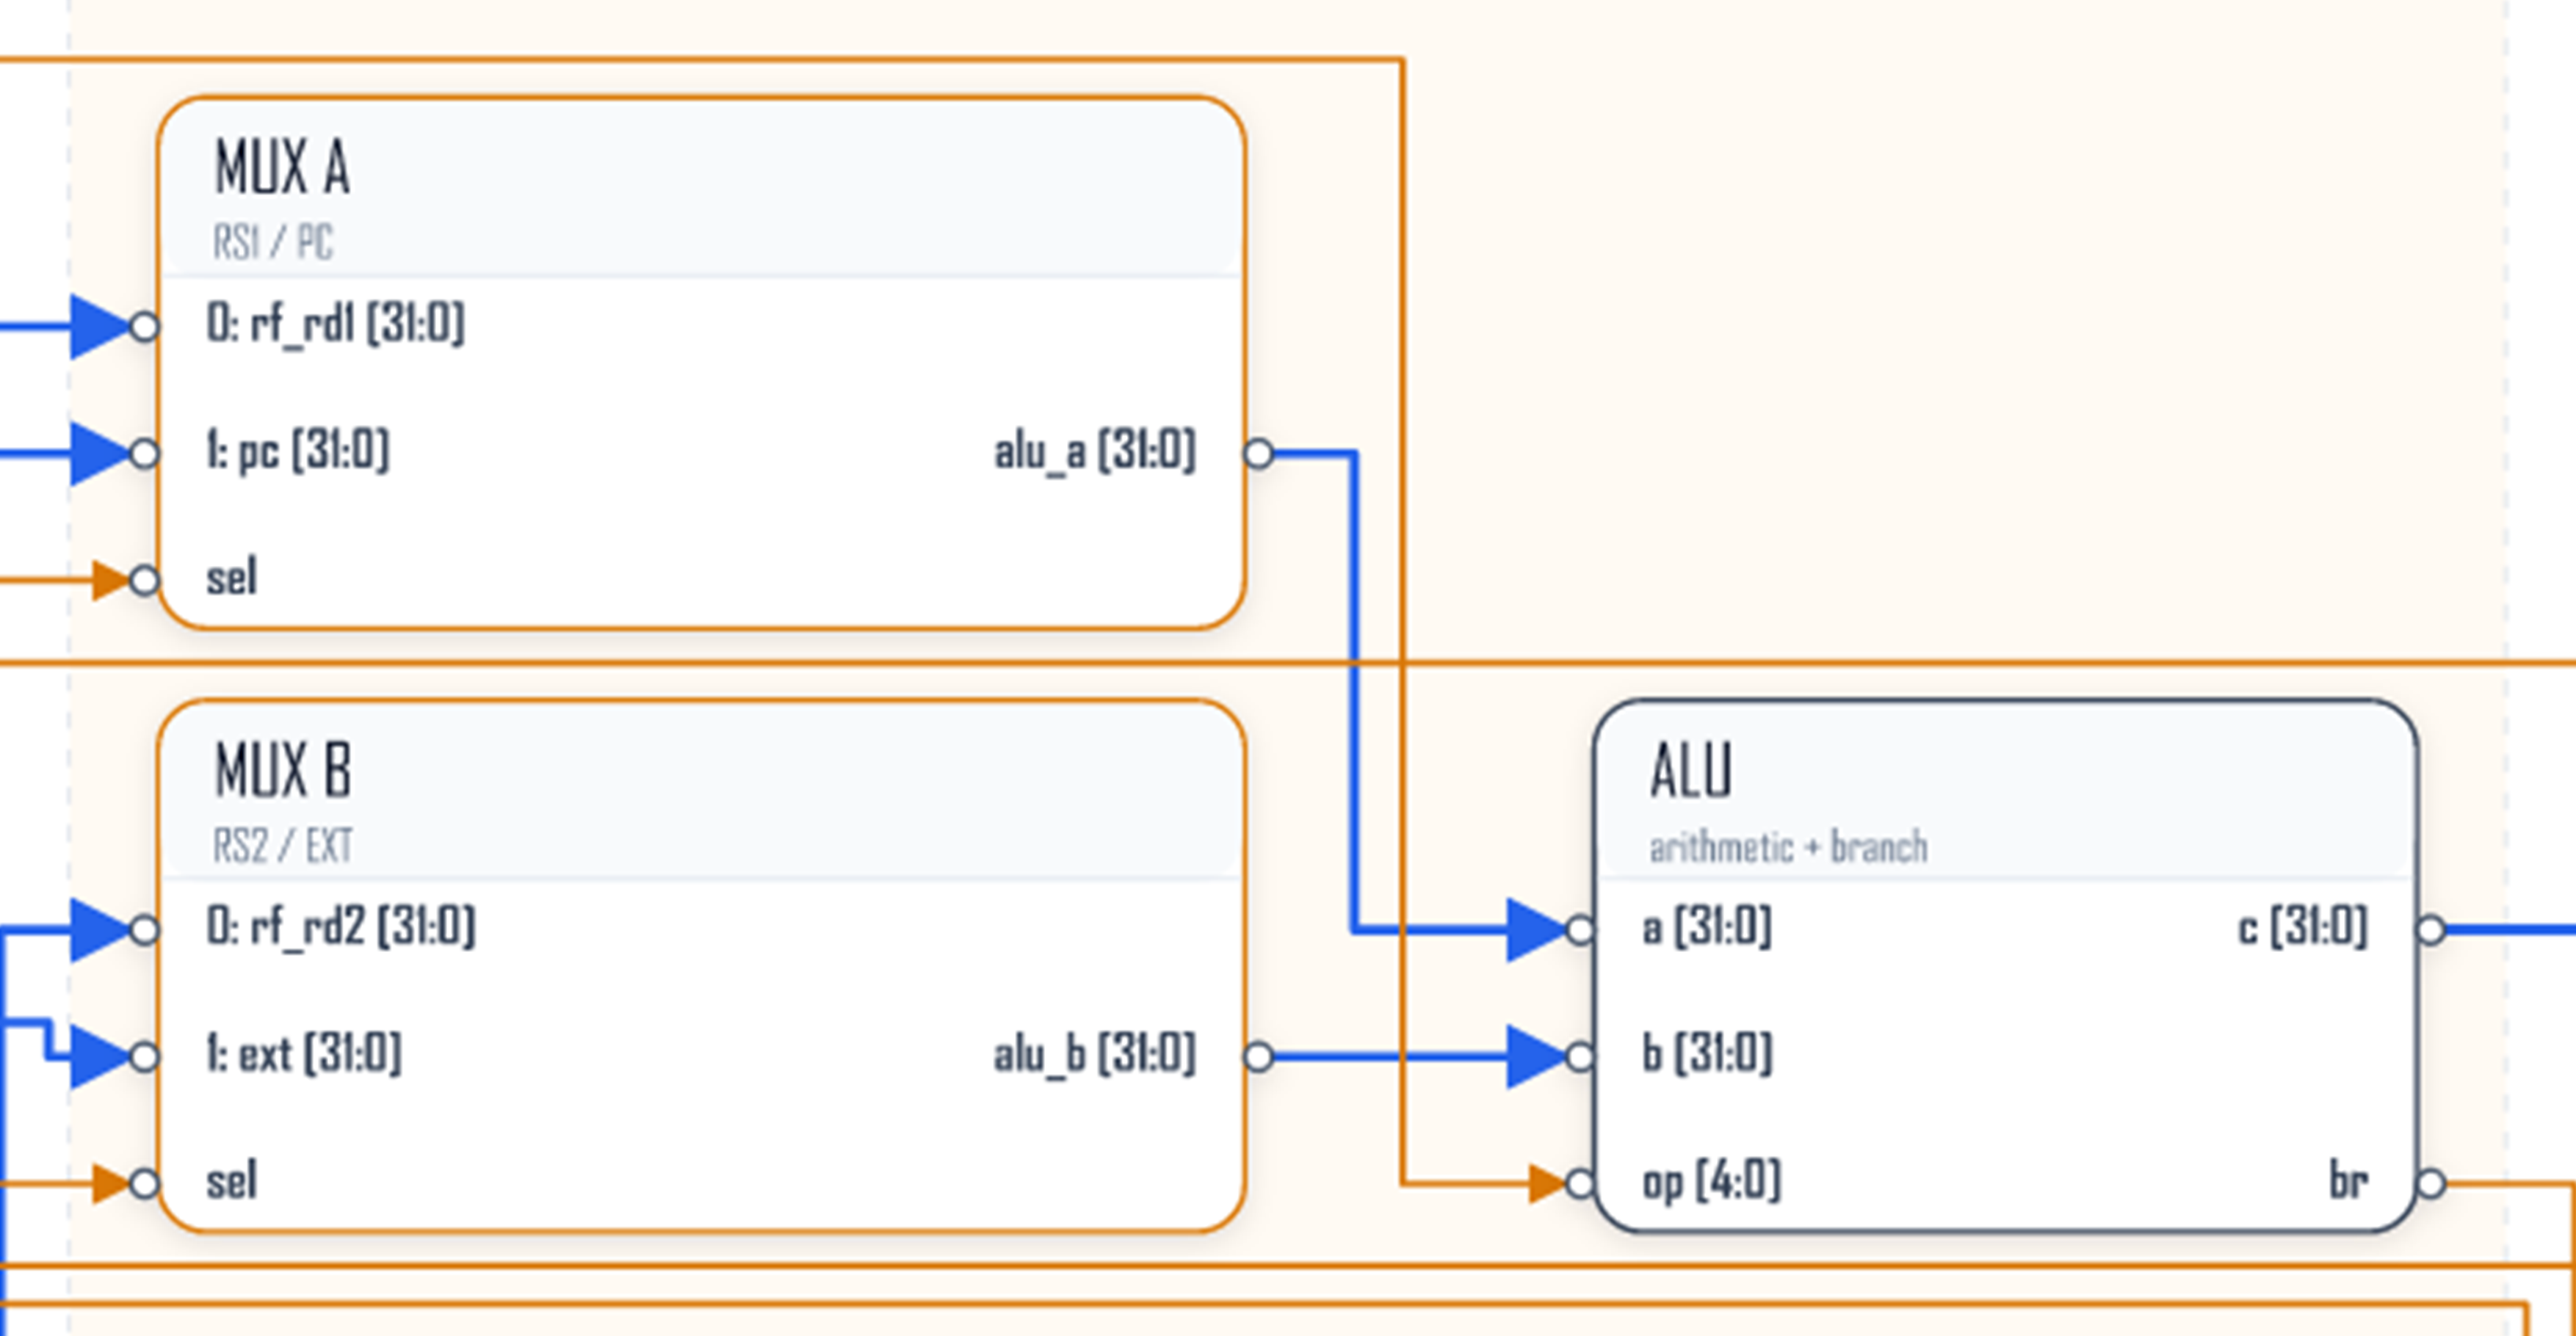 MUX A
RS1 / PC
0: rf_rd1 [31:0]
1: pc [31:0]
alu_a [31:0]
sel
MUX B
RS2 / EXT
0: rf_rd2 [31:0]
1: ext [31:0]
alu_b [31:0]
sel
ALU
arithmetic + branch
a [31:0]
c [31:0]
b [31:0]
op [4:0]
br